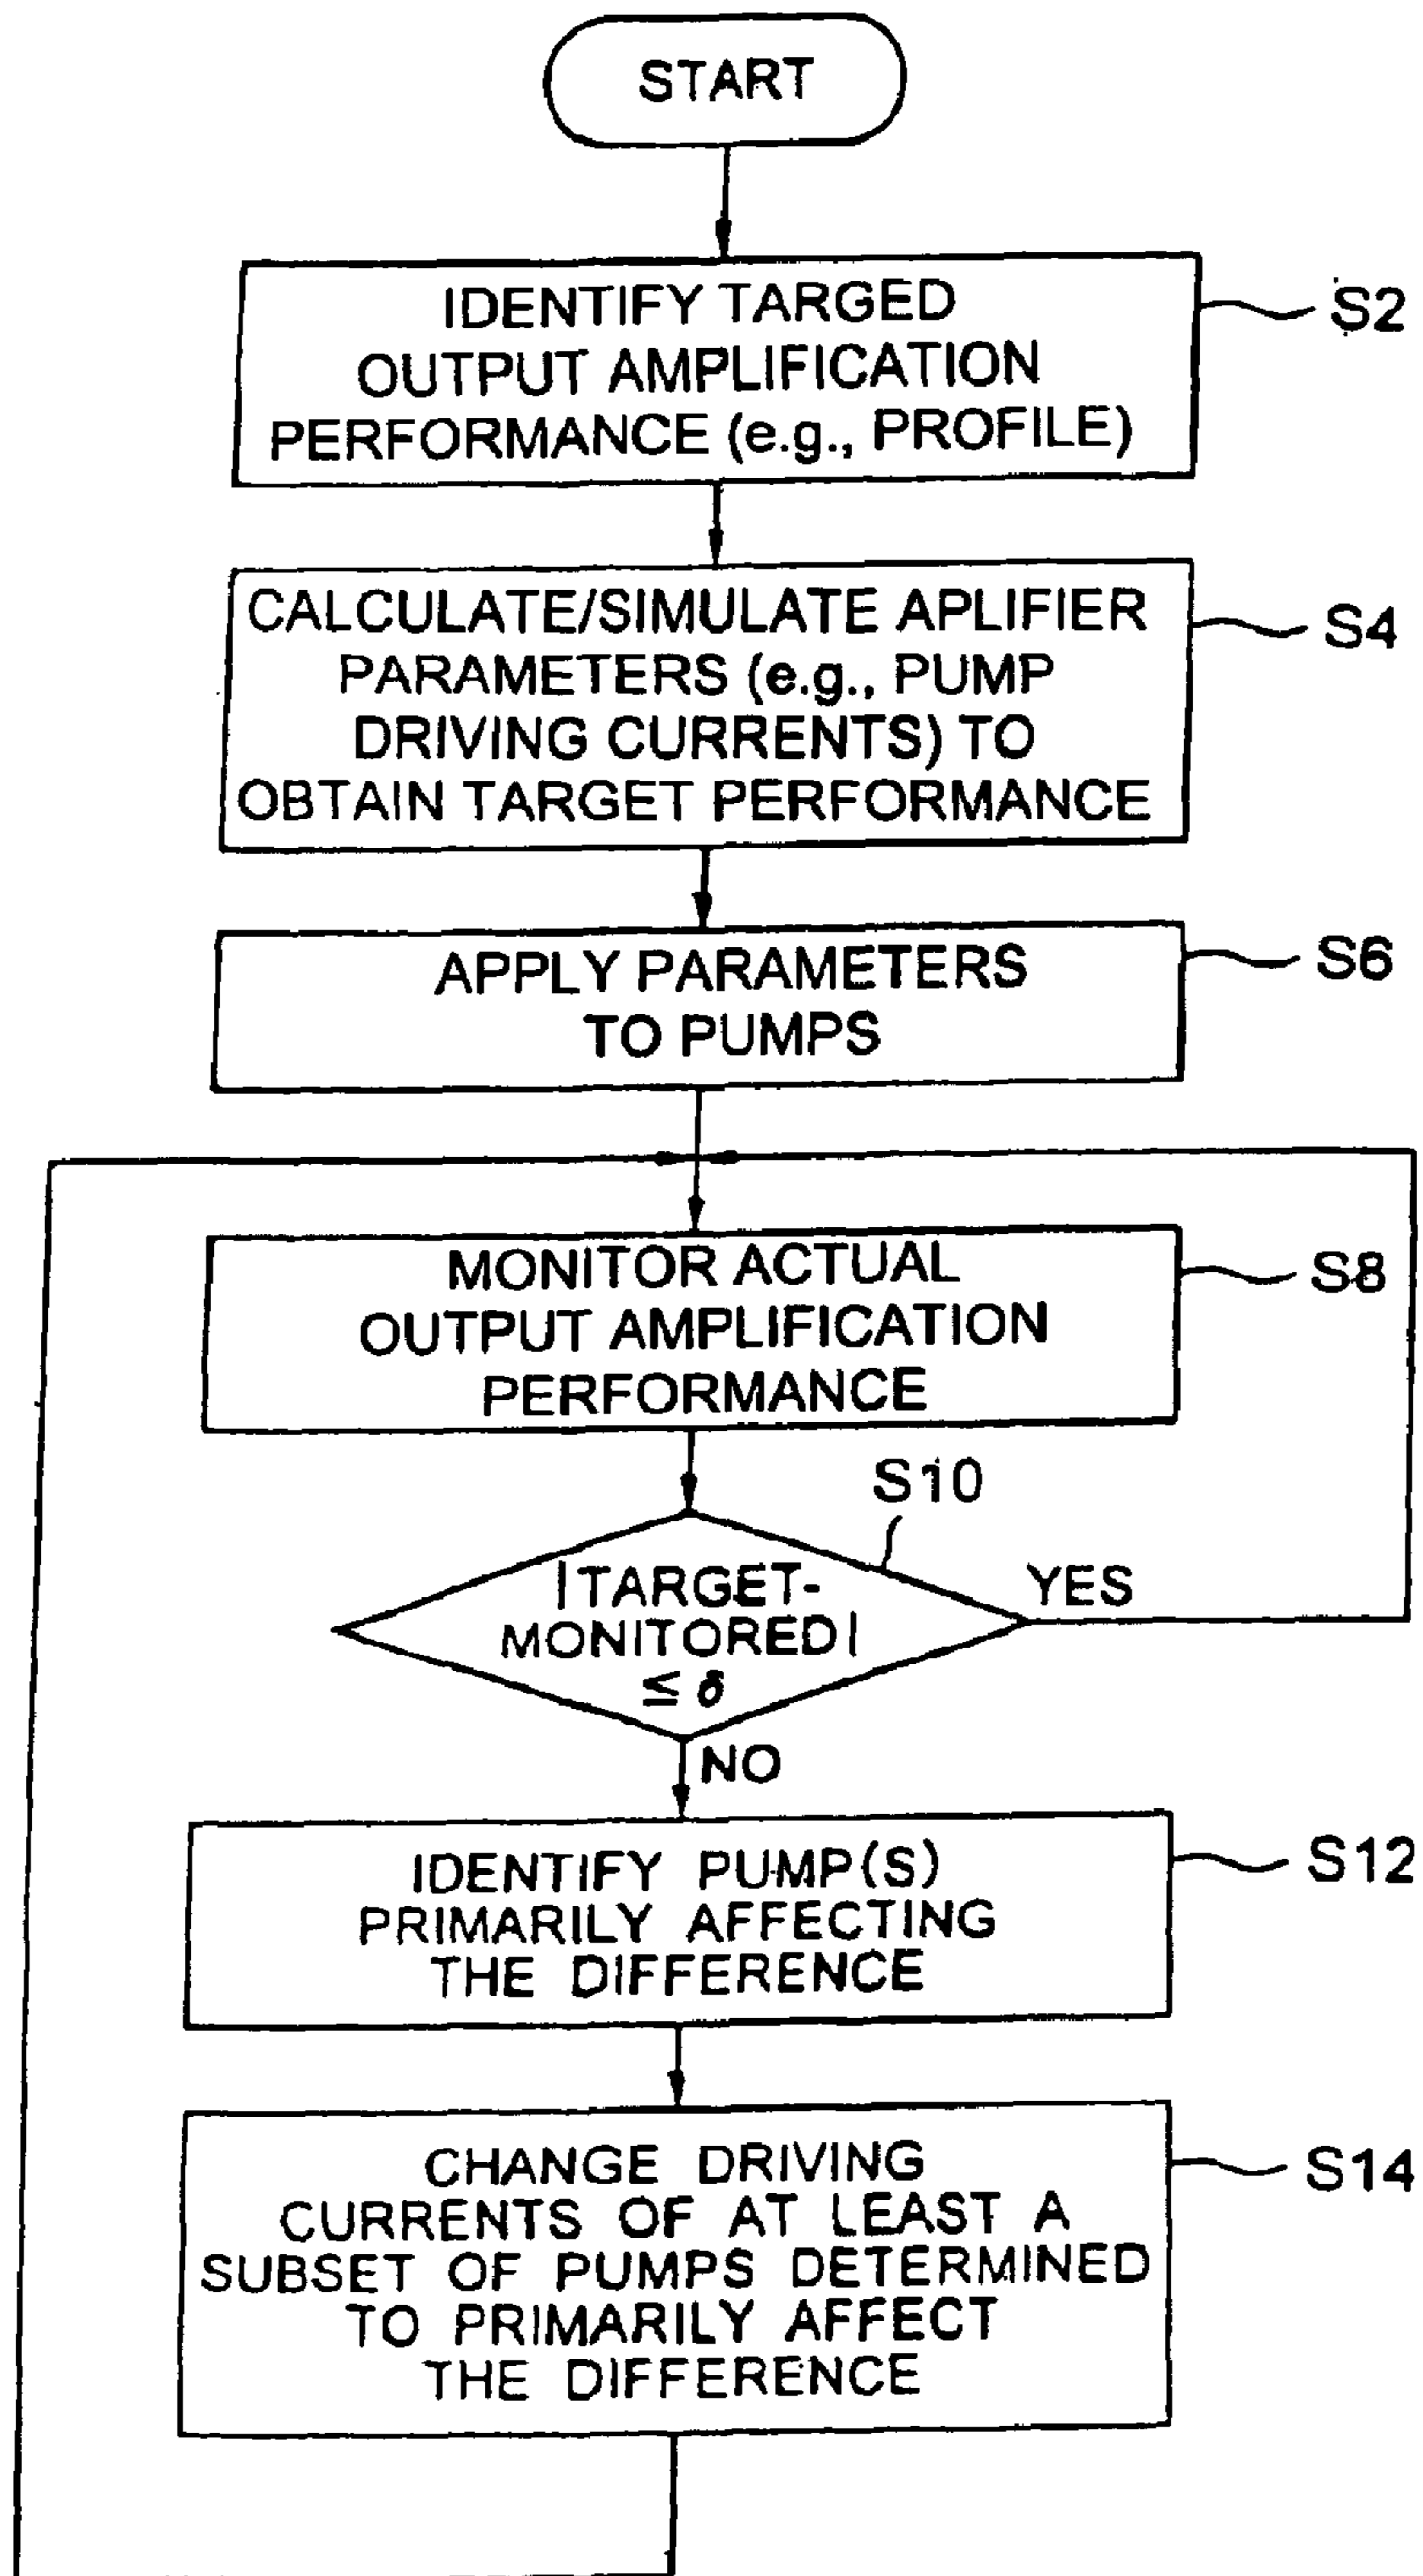 START
IDENTIFY TARGED
OUTPUT AMPLIFICATION
PERFORMANCE (e.g., PROFILE)
S2
CALCULATE/SIMULATE APLIFIER
PARAMETERS (e.g., PUMP
DRIVING CURRENTS) TO
OBTAIN TARGET PERFORMANCE
S4
APPLY PARAMETERS
TO PUMPS
S6
MONITOR ACTUAL
OUTPUT AMPLIFICATION
PERFORMANCE
S8
S10
|TARGET-
MONITORED|
≤ δ
YES
NO
IDENTIFY PUMP(S)
PRIMARILY AFFECTING
THE DIFFERENCE
S12
CHANGE DRIVING
CURRENTS OF AT LEAST A
SUBSET OF PUMPS DETERMINED
TO PRIMARILY AFFECT
THE DIFFERENCE
S14